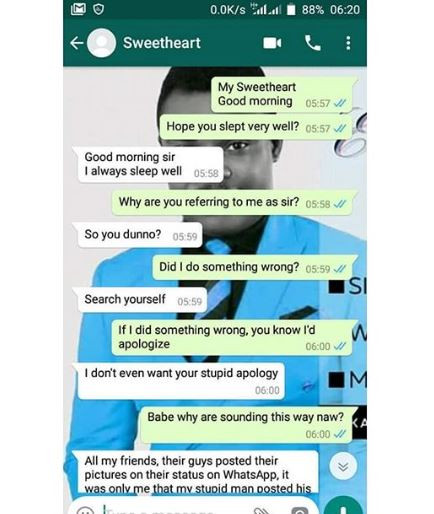 0.0K/s 88% 06:20
Sweetheart
My Sweetheart
Good morning 05:57
Hope you slept very well? 05:57
Good morning sir
I always sleep well 05:58
Why are you referring to me as sir? 05:58
So you dunno? 05:59
Did I do something wrong? 05:59
Search yourself 05:59
SI
If I did something wrong, you know I'd
apologize
06:00
W
I don't even want your stupid apology
06:00
M
Babe why are sounding this way naw?
06:00
KA
All my friends, their guys posted their
pictures on their status on WhatsApp, it
was only me that my stupid man posted his
Type a message